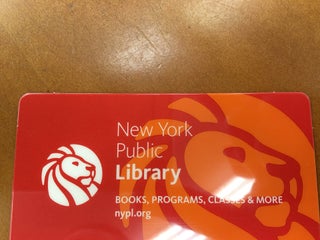 New York
Public
Library
BOOKS, PROGRAMS, CLASSES & MORE
nypl.org